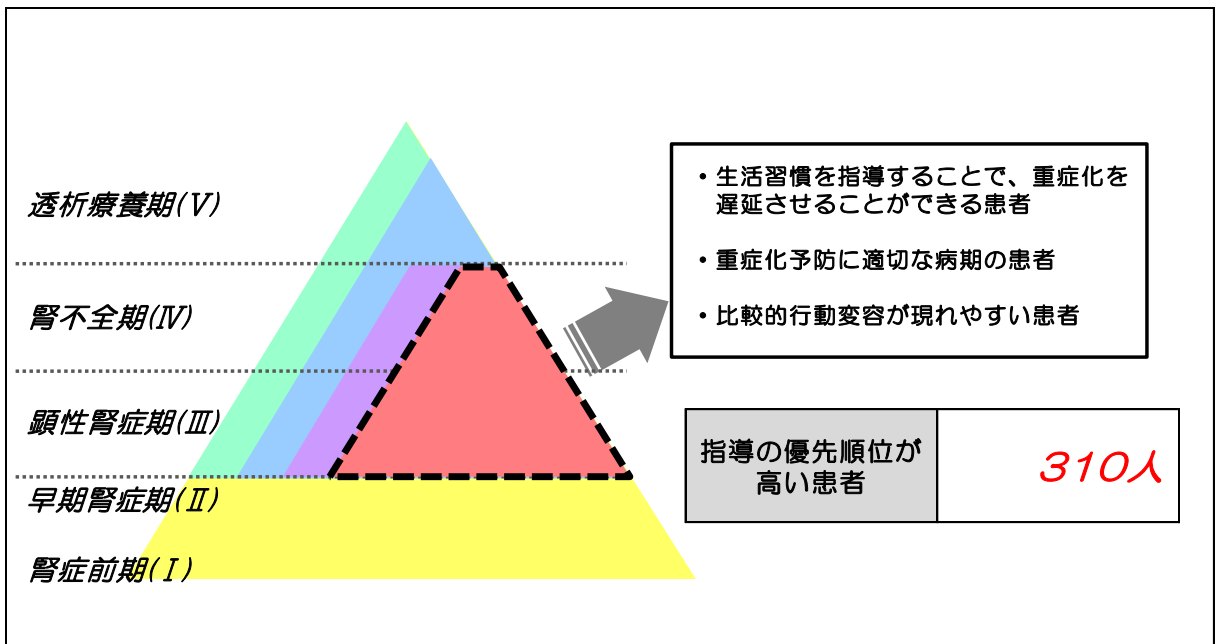 透析療養期(Ⅴ)
腎不全期(Ⅳ)
顕性腎症期(Ⅲ)
早期腎症期(Ⅱ)
腎症前期(Ⅰ)
・生活習慣を指導することで、重症化を
遅延させることができる患者
・重症化予防に適切な病期の患者
・比較的行動変容が現れやすい患者
指導の優先順位が
高い患者
310人